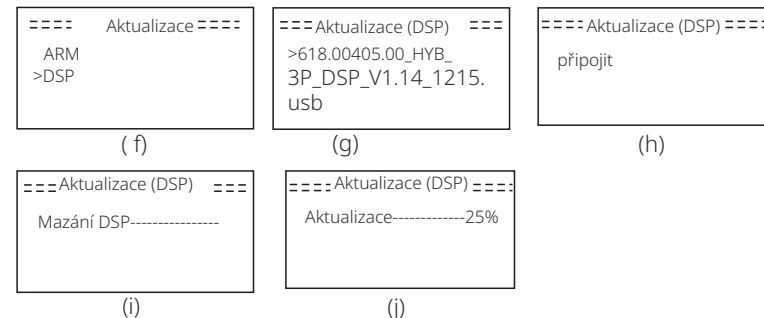 ==== Aktualizace ====
ARM
>DSP
( f)
=== Aktualizace (DSP) ===
>618.00405.00_HYB_
3P_DSP_V1.14_1215.
usb
(g)
==== Aktualizace (DSP) ====
připojit
(h)
=== Aktualizace (DSP) ===
Mazání DSP----------------
(i)
==== Aktualizace (DSP) ====
Aktualizace-------------25%
(j)